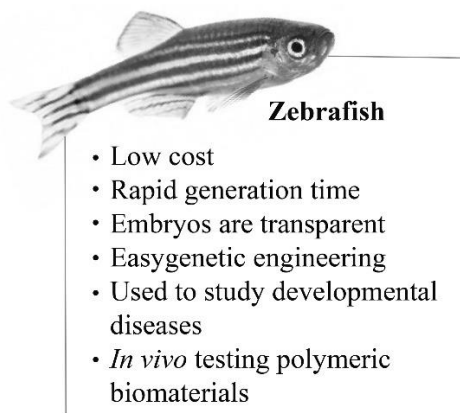 Zebrafish
• Low cost
• Rapid generation time
• Embryos are transparent
• Easygenetic engineering
• Used to study developmental
diseases
• In vivo testing polymeric
biomaterials